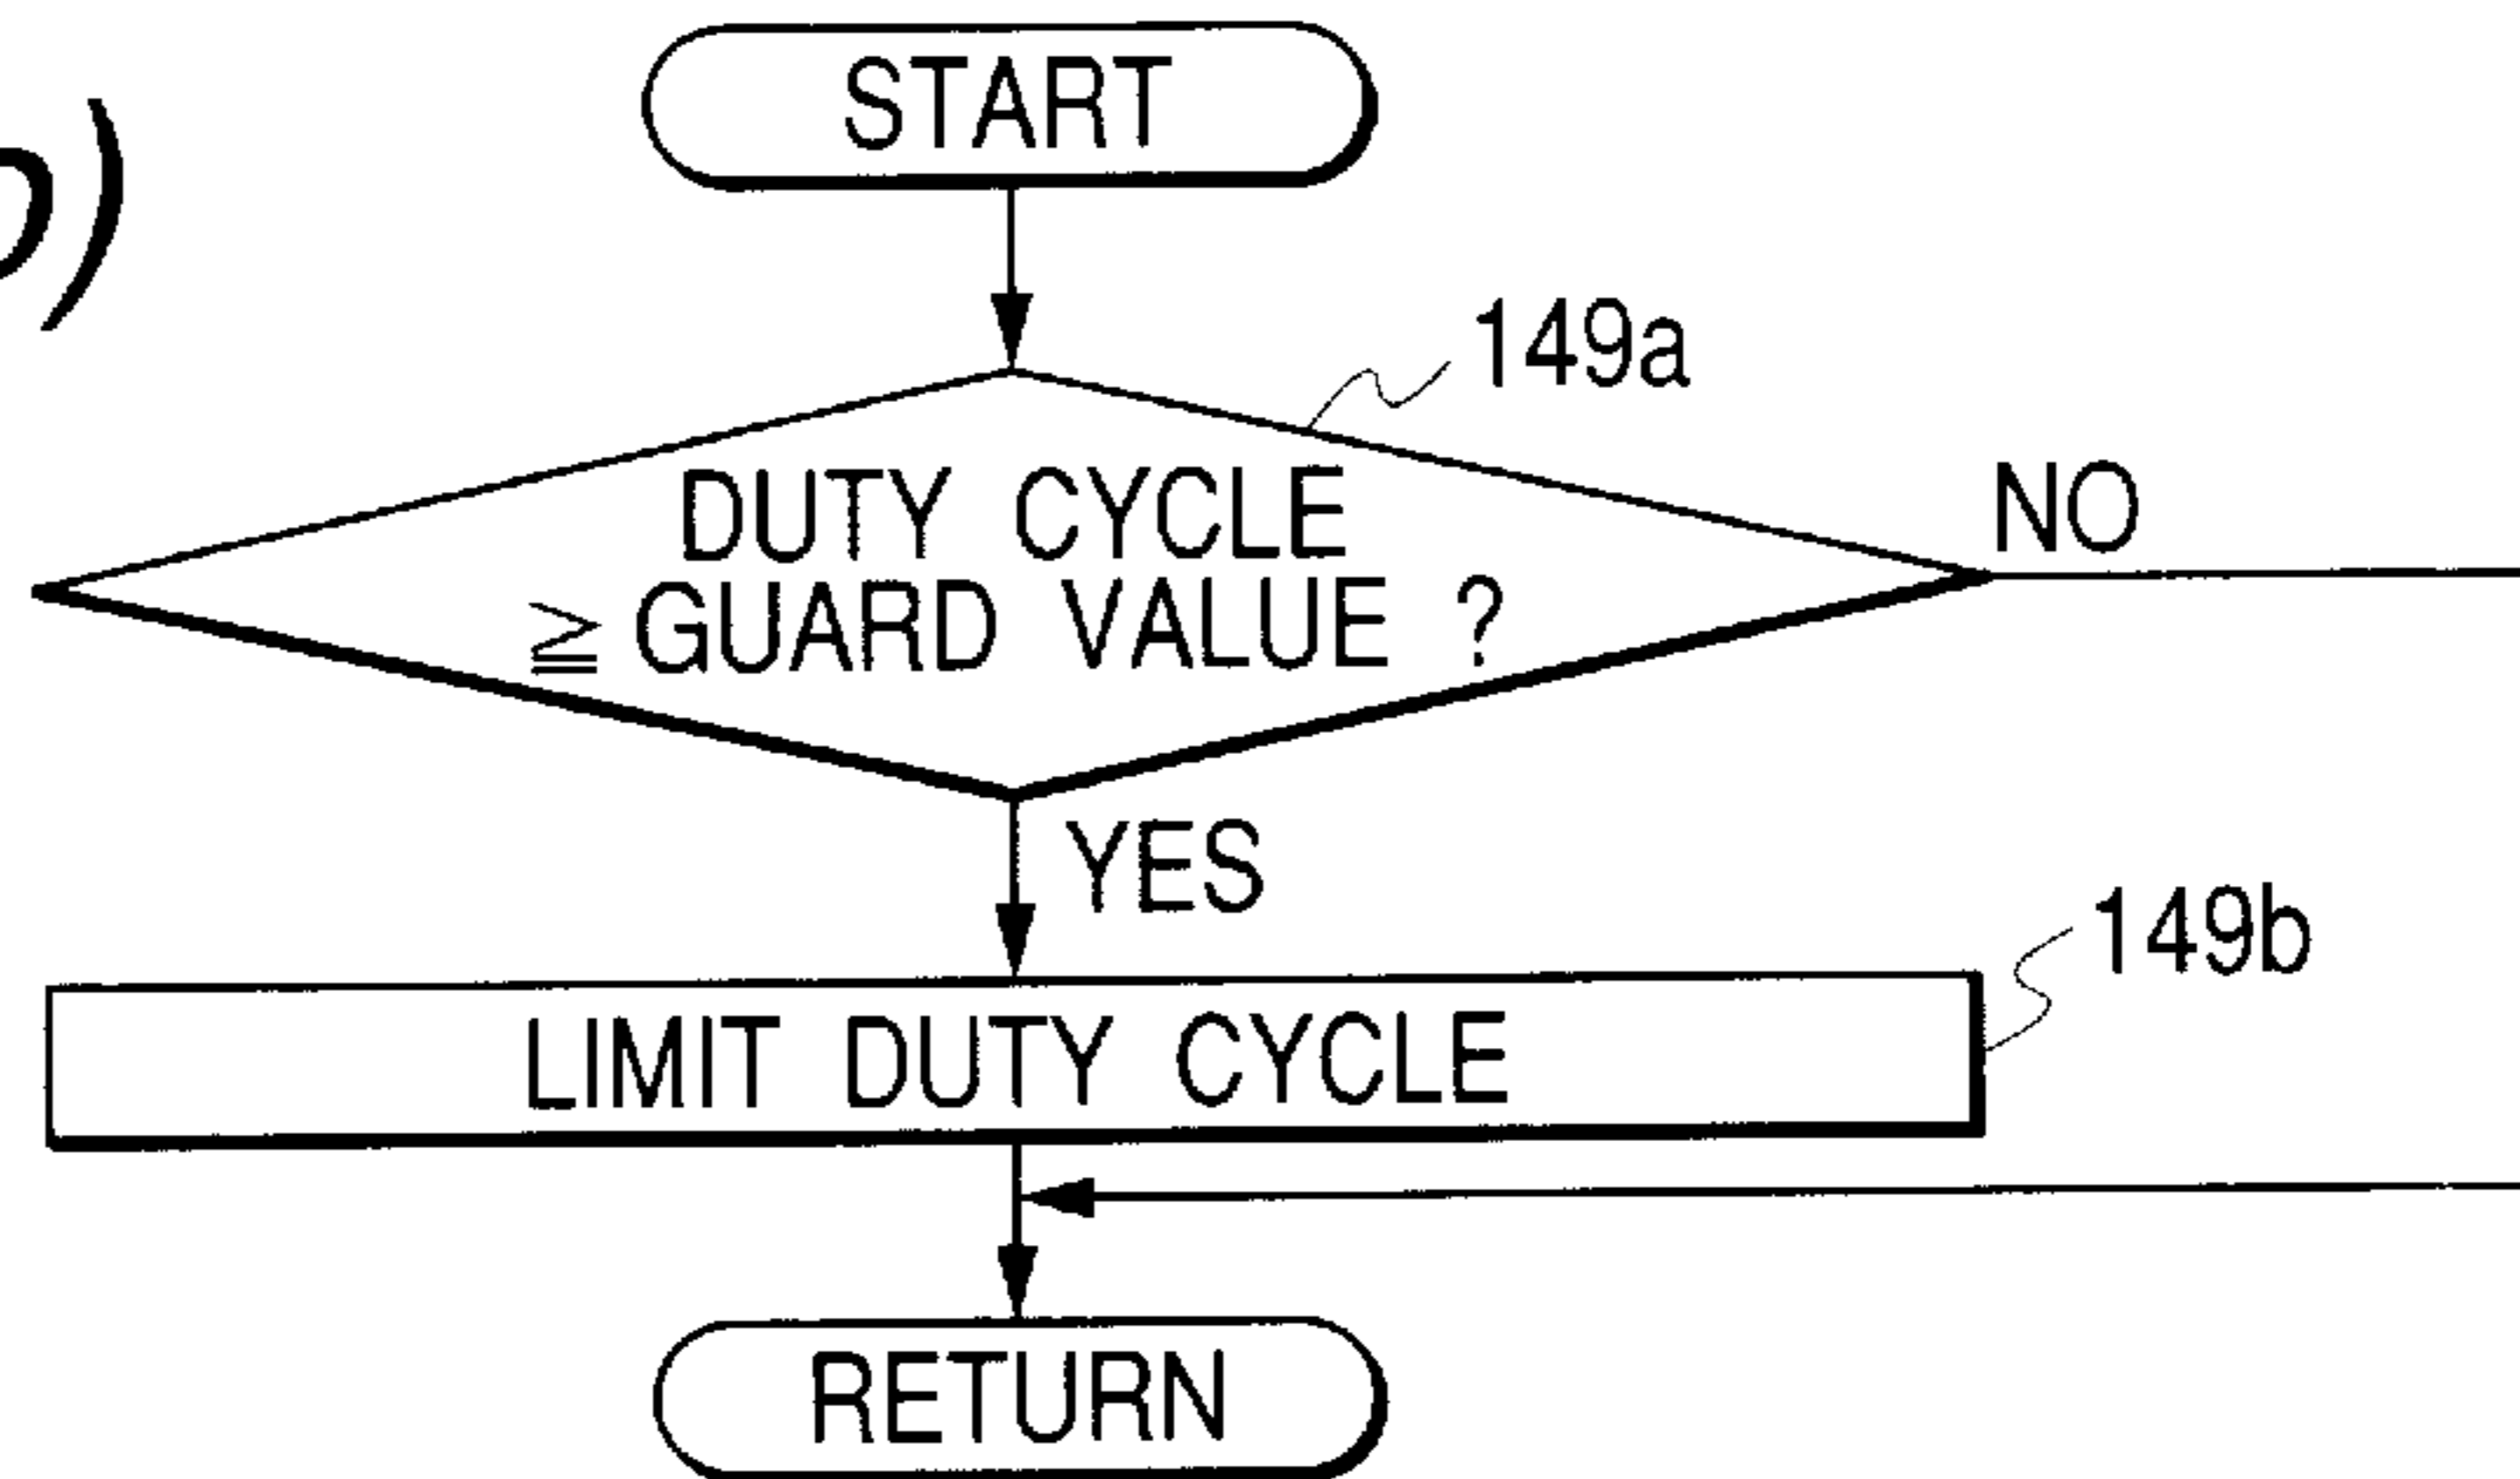 START
149a
DUTY CYCLE
≧ GUARD VALUE ?
NO
YES
149b
LIMIT DUTY CYCLE
RETURN